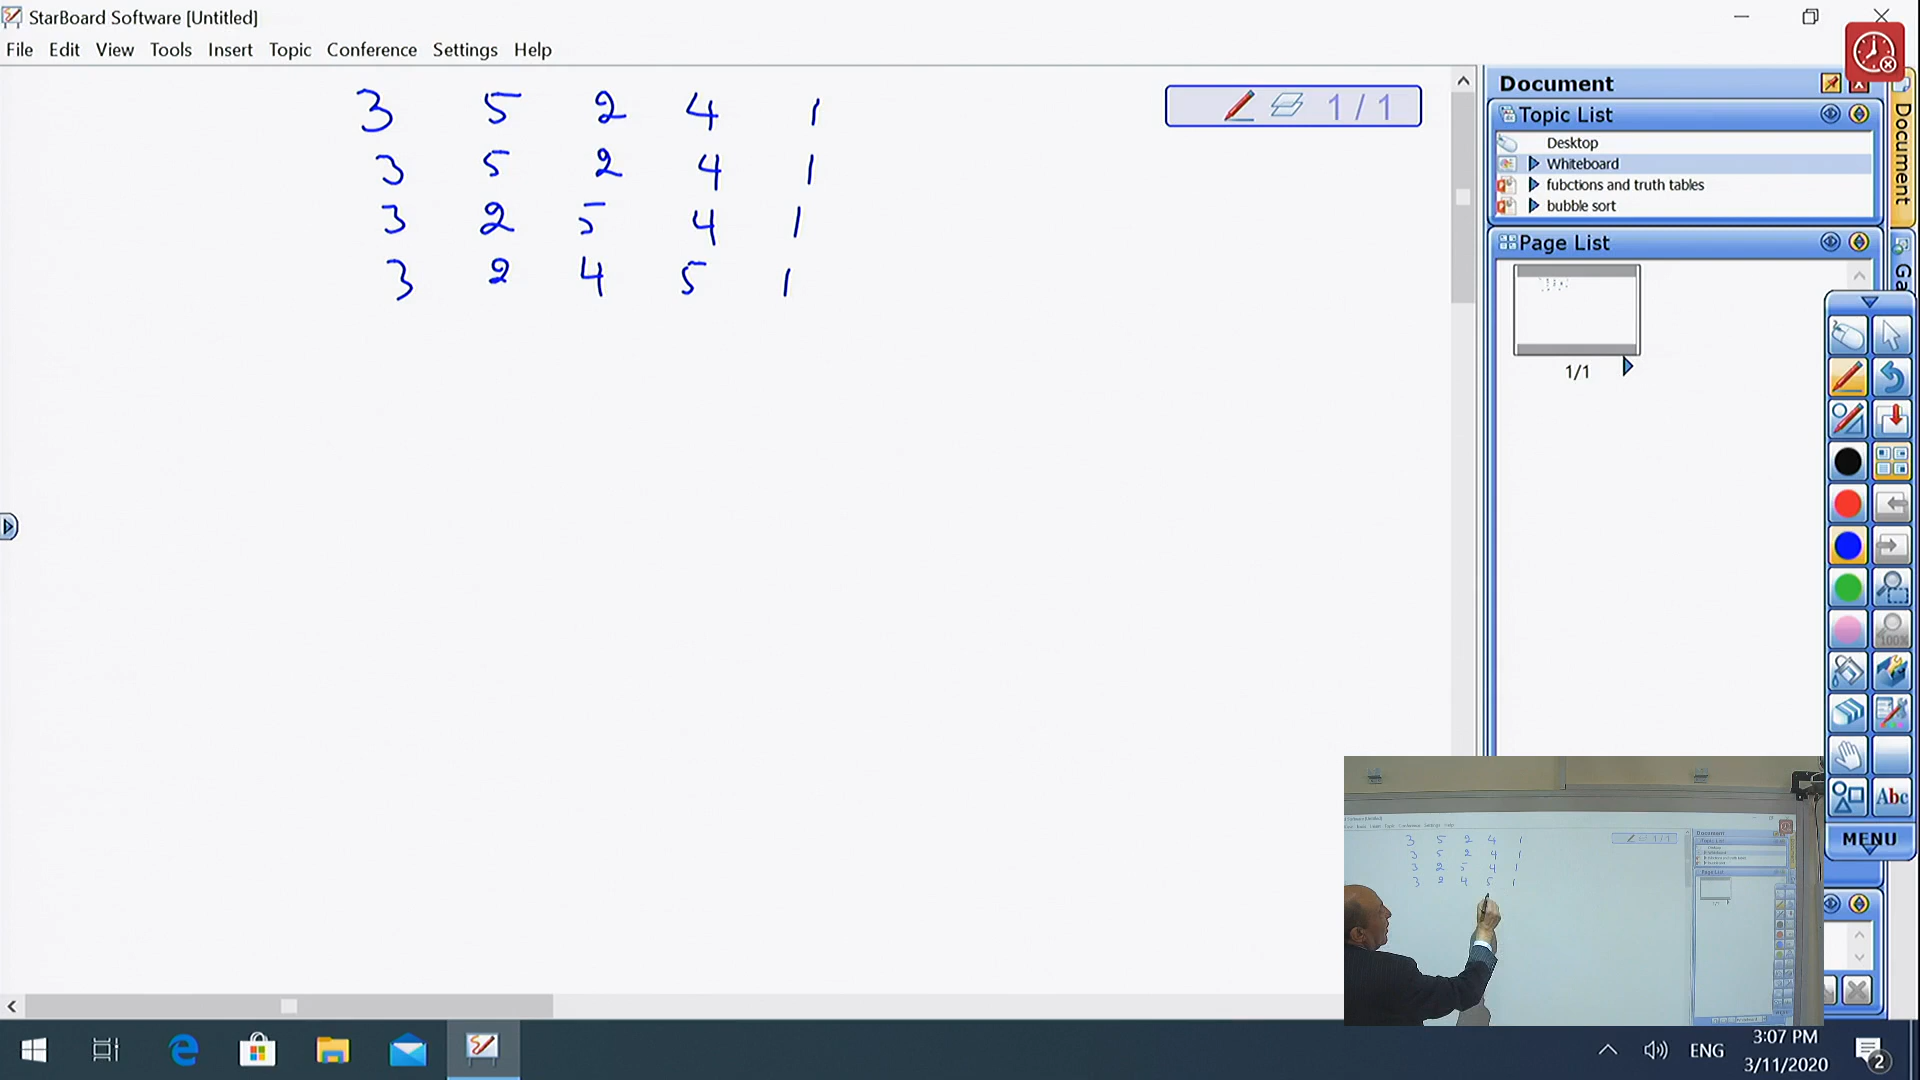 StarBoard Software [Untitled]
File Edit View Tools Insert Topic Conference Settings Help
3 5 2 4 1
3 5 2 4 1
3 2 5 4 1
3 2 4 5 1
1 / 1
Document
Topic List
Desktop
Whiteboard
fubctions and truth tables
bubble sort
Page List
1/1
Document
Ga
100%
Abc
MENU
ENG
3:07 PM
3/11/2020
2